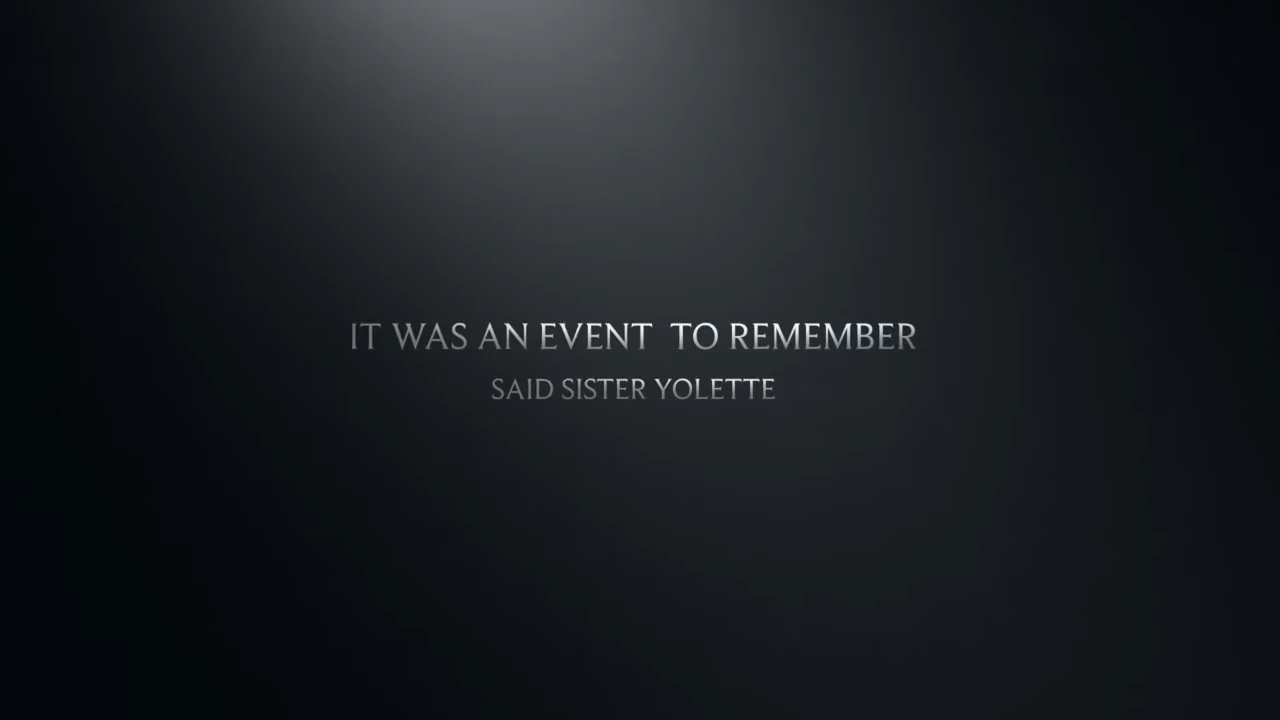 IT WAS AN EVENT  TO REMEMBER
SAID SISTER YOLETTE